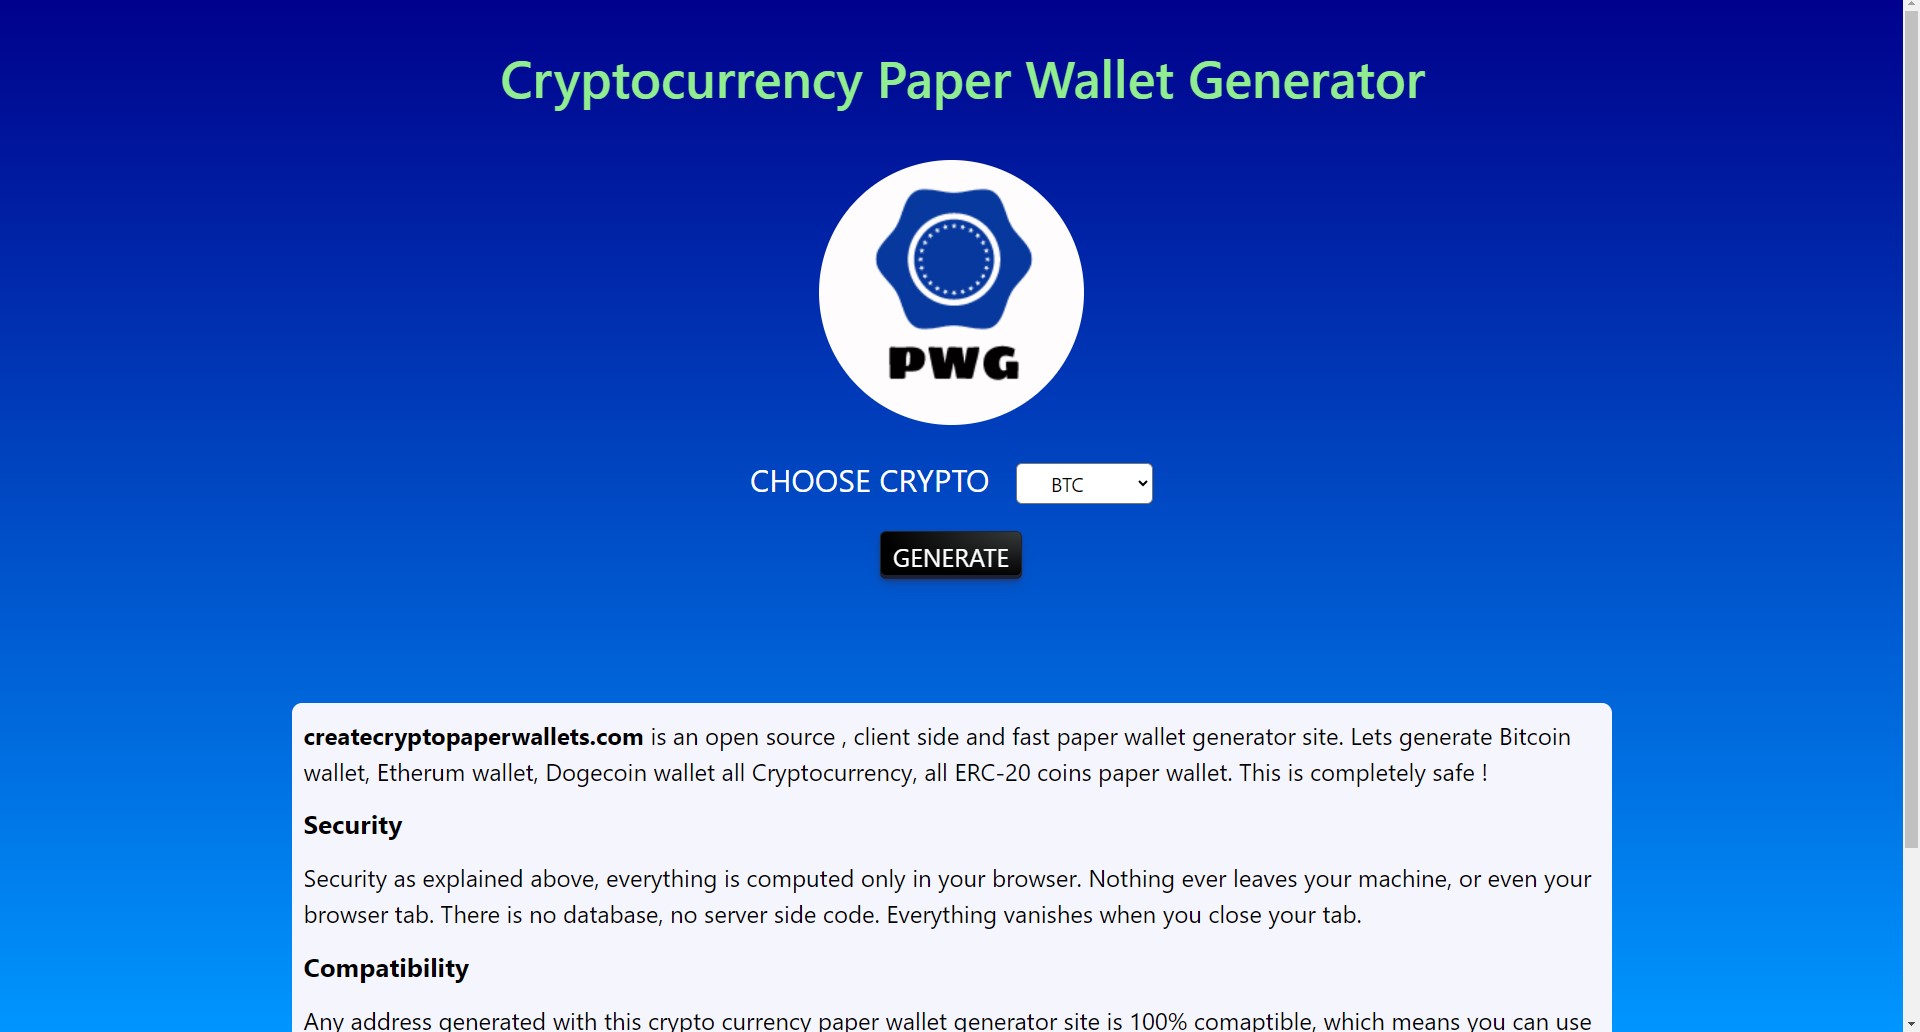 Cryptocurrency Paper Wallet Generator
PWG
CHOOSE CRYPTO BTC
GENERATE
createcryptopaperwallets.com is an open source , client side and fast paper wallet generator site. Lets generate Bitcoin
wallet, Etherum wallet, Dogecoin wallet all Cryptocurrency, all ERC-20 coins paper wallet. This is completely safe !
Security
Security as explained above, everything is computed only in your browser. Nothing ever leaves your machine, or even your
browser tab. There is no database, no server side code. Everything vanishes when you close your tab.
Compatibility
Any address generated with this crypto currency paper wallet generator site is 100% comaptible, which means you can use